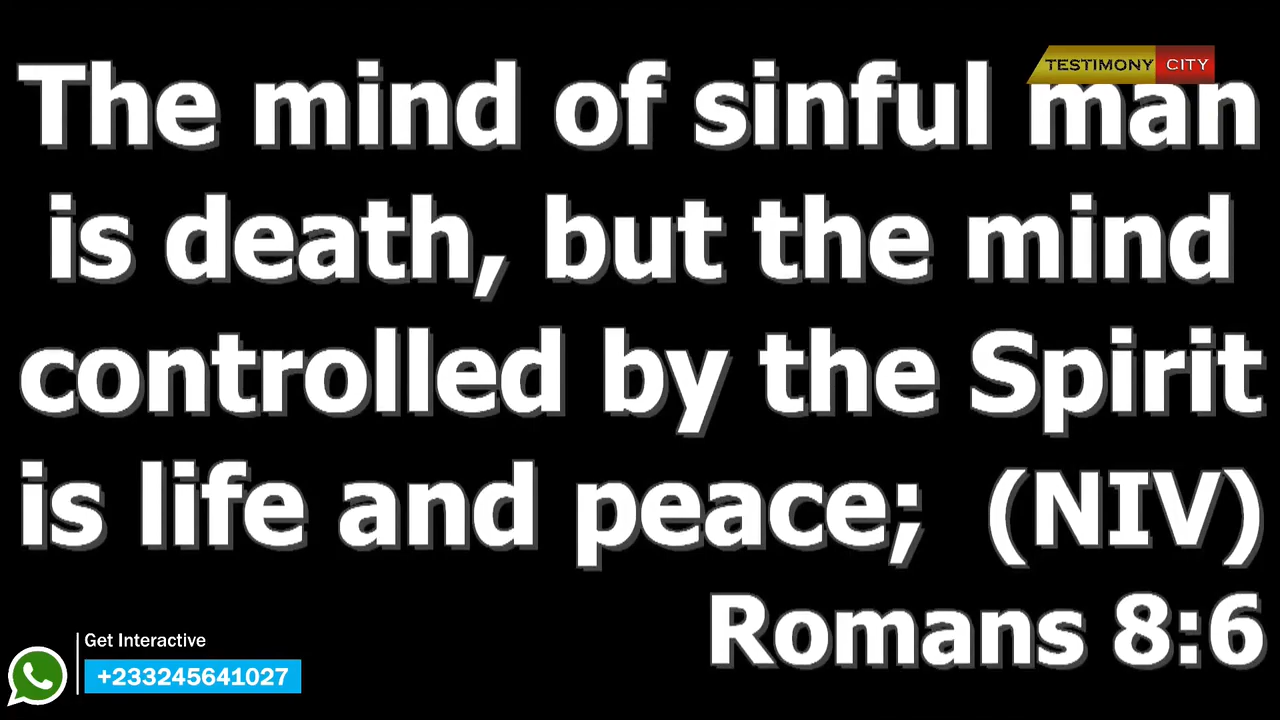 TESTIMONY CITY
The mind of sinful man
is death, but the mind
controlled by the Spirit
is life and peace; (NIV)
Romans 8:6
Get Interactive
+233245641027